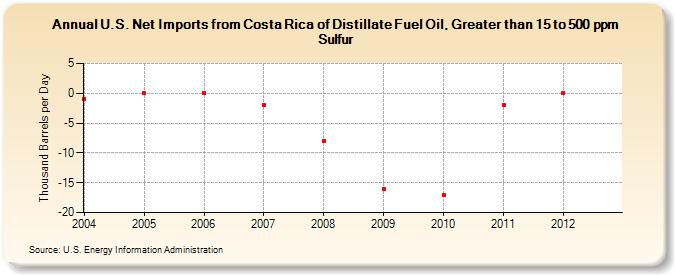 Annual U.S. Net Imports from Costa Rica of Distillate Fuel Oil, Greater than 15 to 500 ppm
Sulfur
Thousand Barrels per Day
5
0
-5
-10
-15
-20
2004 2005 2006 2007 2008 2009 2010 2011 2012
Source: U.S. Energy Information Administration